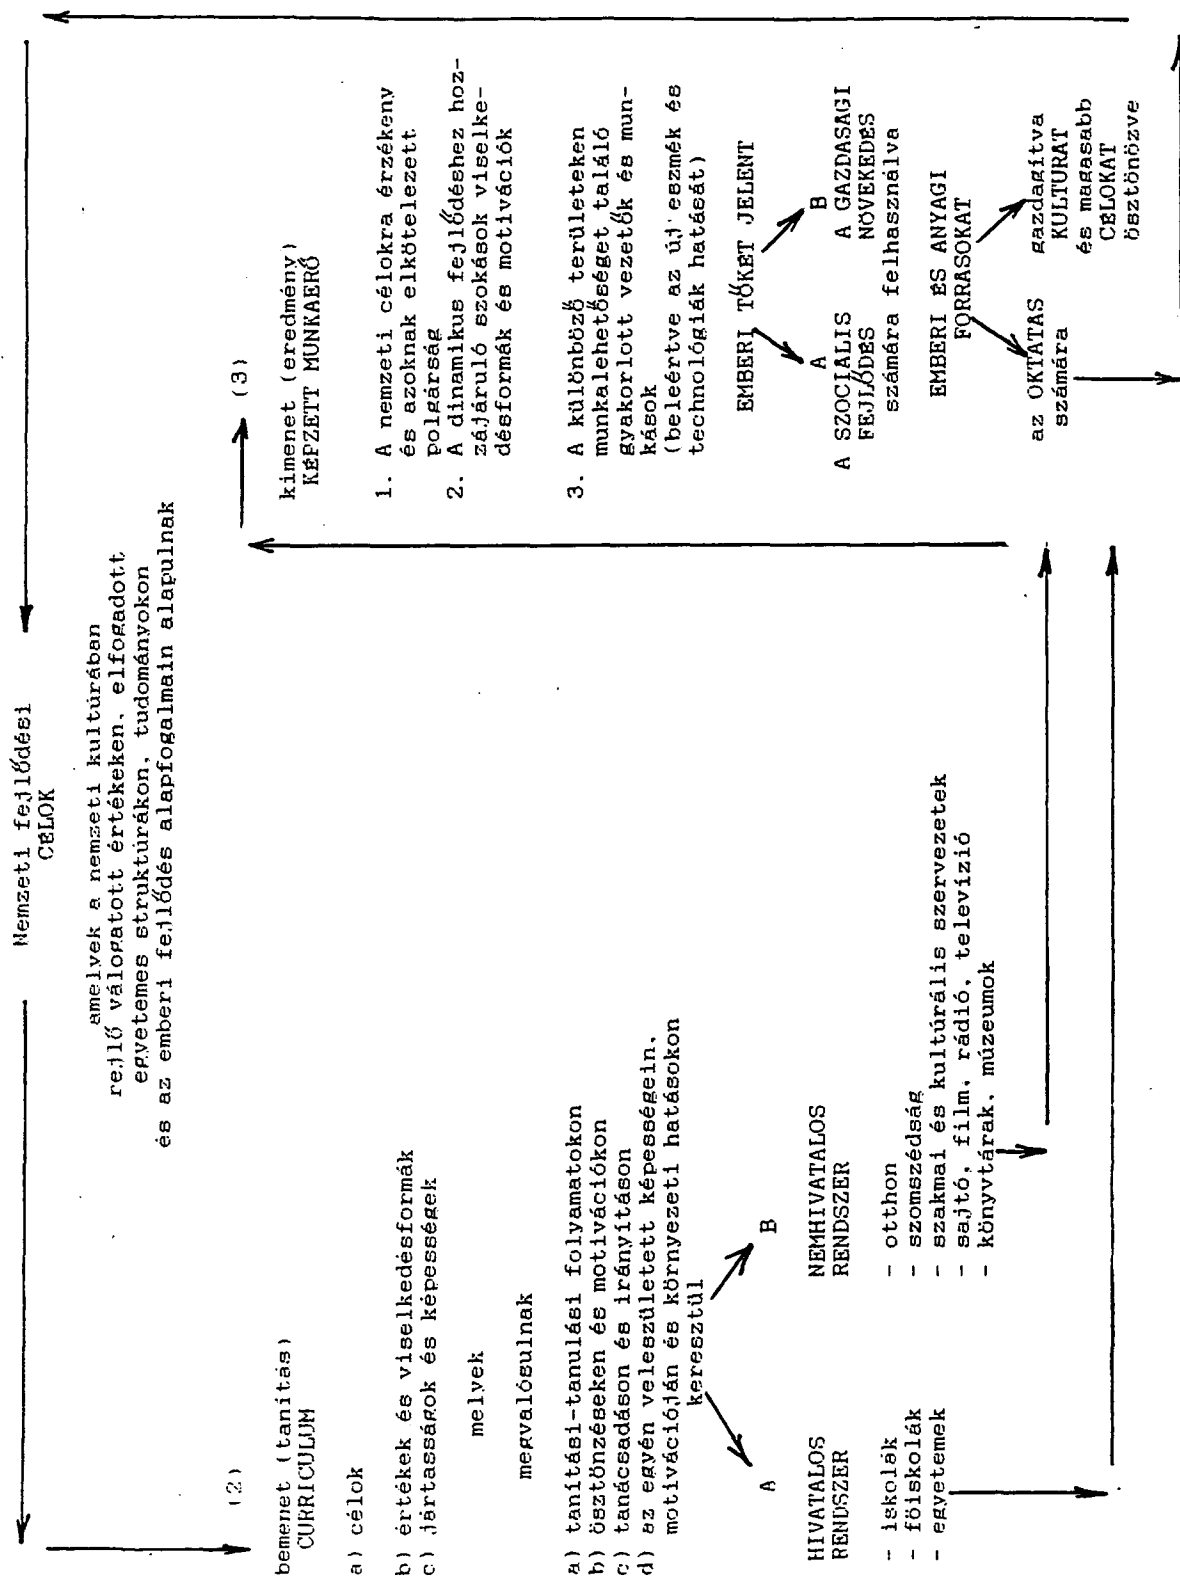 Nemzeti fejlődési
CÉLOK
amelyek a nemzeti kultúrában
rejlő válogatott értékeken, elfogadott
egyetemes struktúrákon, tudományokon
és az emberi fejlődés alapfogalmain alapulnak
(2)
bemenet (tanítás)
CURRICULUM
a) célok
b) értékek és viselkedésformák
c) jártasságok és képességek
melyek
megvalósulnak
a) tanítási-tanulási folyamatokon
b) ösztönzéseken és motivációkon
c) tanácsadáson és irányításon
d) az egyén veleszületett képességein,
motivációján és környezeti hatásokon
keresztül
A
B
HIVATALOS
RENDSZER
- iskolák
- főiskolák
- egyetemek
NEMHIVATALOS
RENDSZER
- otthon
- szomszédság
- szakmai és kultúrális szervezetek
- sajtó, film, rádió, televízió
- könyvtárak, múzeumok
(3)
kimenet (eredmény)
KÉPZETT MUNKAERŐ
1. A nemzeti célokra érzékeny
és azoknak elkötelezett
polgárság
2. A dinamikus fejlődéshez hoz-
zájáruló szokások viselke-
désformák és motivációk
3. A különböző területeken
munkalehetőséget találó
gyakorlott vezetők és mun-
kások
(beleértve az új eszmék és
technológiák hatását)
EMBERI TŐKÉT JELENT
A
B
A SZOCIÁLIS
FEJLŐDÉS
A GAZDASAGI
NÖVEKEDÉS
számára felhasználva
EMBERI ÉS ANYAGI
FORRASOKAT
az OKTATÁS
számára
gazdagítva
KULTURAT
és magasabb
CÉLOKAT
ösztönözve